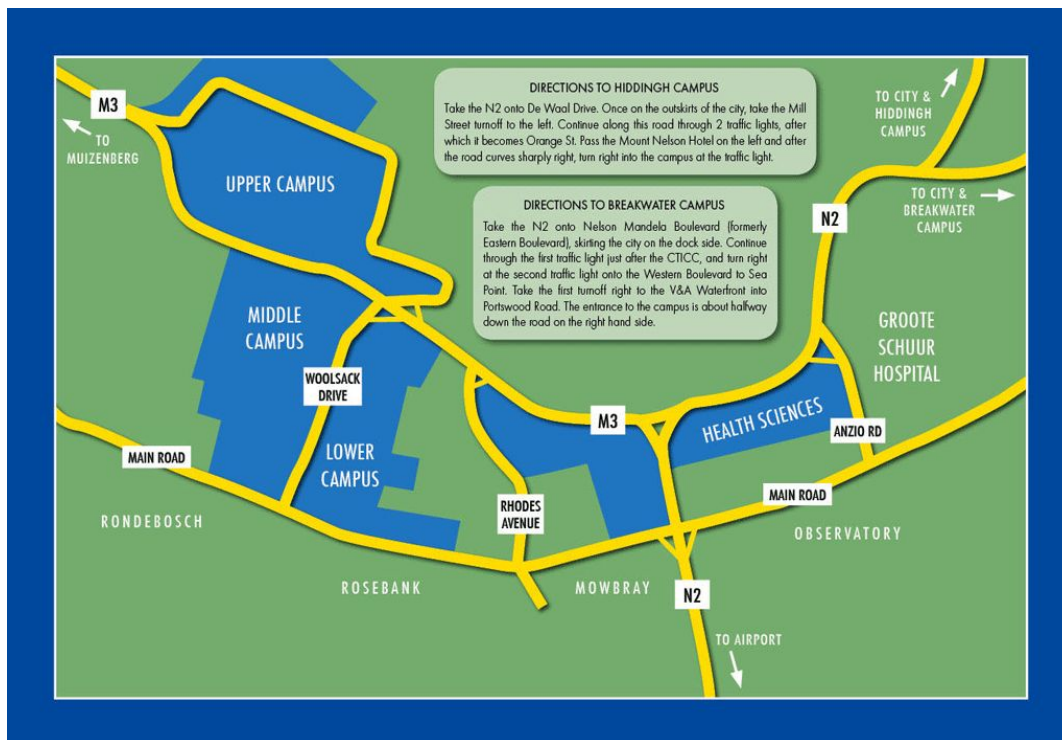 M3
TO
MUIZENBERG
UPPER CAMPUS
DIRECTIONS TO HIDDINGH CAMPUS
Take the N2 onto De Waal Drive. Once on the outskirts of the city, take the Mill
Street turnoff to the left. Continue along this road through 2 traffic lights, after
which it becomes Orange St. Pass the Mount Nelson Hotel on the left and after
the road curves sharply right, turn right into the campus at the traffic light.
TO CITY &
HIDDINGH
CAMPUS
DIRECTIONS TO BREAKWATER CAMPUS
Take the N2 onto Nelson Mandela Boulevard (formerly
Eastern Boulevard), skirting the city on the dock side. Continue
through the first traffic light just after the CTICC, and turn right
at the second traffic light onto the Western Boulevard to Sea
Point. Take the first turnoff right to the V&A Waterfront into
Portswood Road. The entrance to the campus is about halfway
down the road on the right hand side.
N2
TO CITY &
BREAKWATER
CAMPUS
MIDDLE
CAMPUS
GROOTE
SCHUUR
HOSPITAL
WOOLSACK
DRIVE
M3
HEALTH SCIENCES
ANZIO RD
MAIN ROAD
LOWER
CAMPUS
RHODES
AVENUE
MAIN ROAD
RONDEBOSCH
OBSERVATORY
ROSEBANK
MOWBRAY
N2
TO AIRPORT